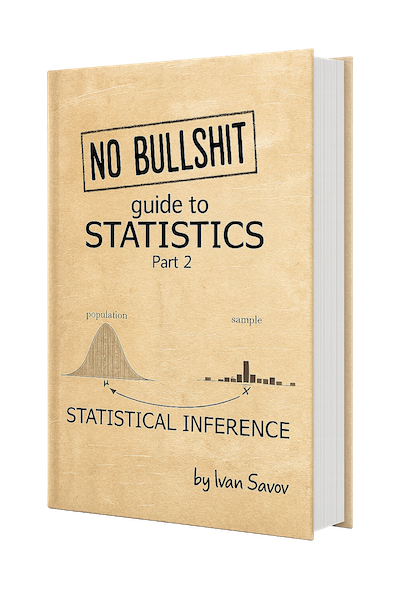 NO BULLSHIT
guide to
STATISTICS
Part 2
population
sample
μ
x
STATISTICAL INFERENCE
by Ivan Savov